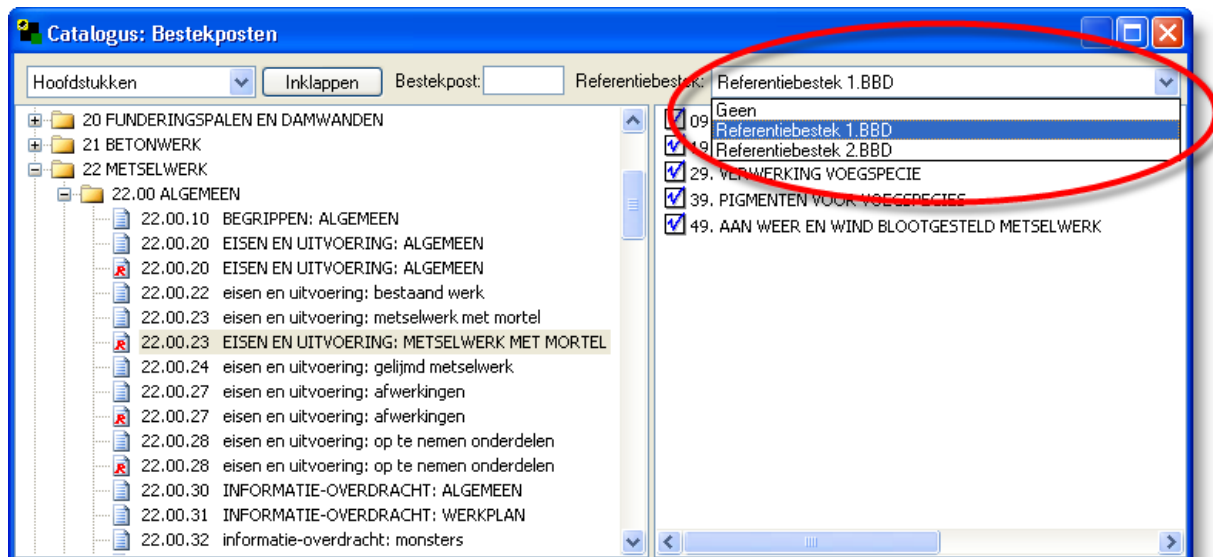 Catalogus: Bestekposten
Hoofdstukken Inklappen Bestekpost: Referentiebestek: Referentiebestek 1.BBD
Geen
Referentiebestek 1.BBD
Referentiebestek 2.BBD
20 FUNDERINGSPALEN EN DAMWANDEN
21 BETONWERK
22 METSELWERK
22.00 ALGEMEEN
22.00.10 BEGRIPPEN: ALGEMEEN
22.00.20 EISEN EN UITVOERING: ALGEMEEN
22.00.20 EISEN EN UITVOERING: ALGEMEEN
22.00.22 eisen en uitvoering: bestaand werk
22.00.23 eisen en uitvoering: metselwerk met mortel
22.00.23 EISEN EN UITVOERING: METSELWERK MET MORTEL
22.00.24 eisen en uitvoering: gelijmd metselwerk
22.00.27 eisen en uitvoering: afwerkingen
22.00.27 eisen en uitvoering: afwerkingen
22.00.28 eisen en uitvoering: op te nemen onderdelen
22.00.28 eisen en uitvoering: op te nemen onderdelen
22.00.30 INFORMATIE-OVERDRACHT: ALGEMEEN
22.00.31 INFORMATIE-OVERDRACHT: WERKPLAN
22.00.32 informatie-overdracht: monsters
09
19
29. VERWERKING VOEGSPECIE
39. PIGMENTEN VOOR VOEGSPECIES
49. AAN WEER EN WIND BLOOTGESTELD METSELWERK